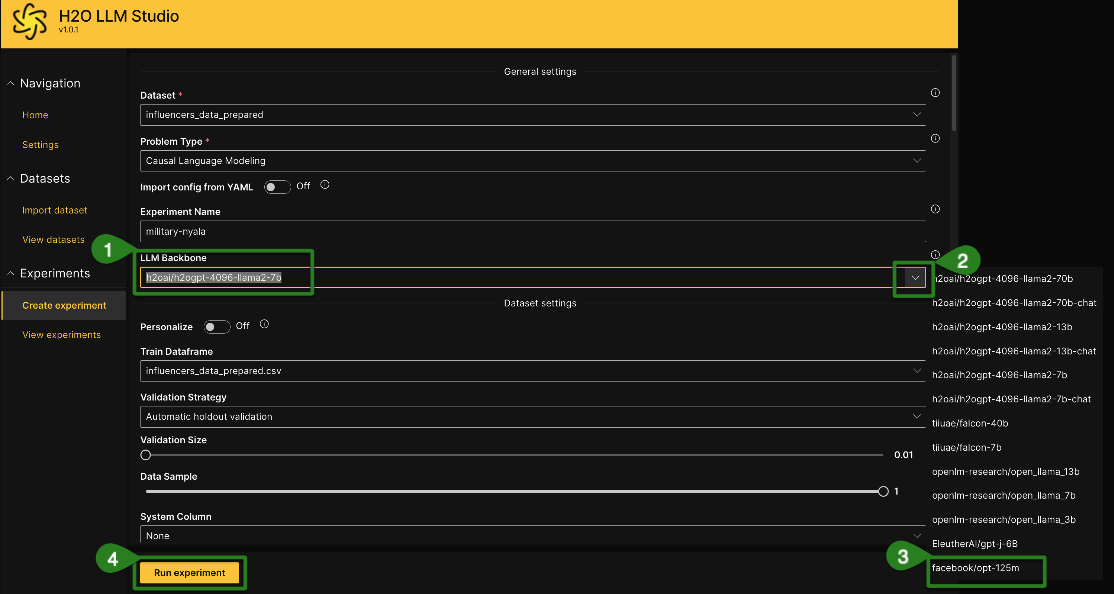 H2O LLM Studio
v1.0.1
Navigation
Home
Settings
Datasets
Import dataset
View datasets
Experiments
Create experiment
View experiments
General settings
Dataset *
influencers_data_prepared
Problem Type *
Causal Language Modeling
Import config from YAML Off
Experiment Name
military-nyala
1
LLM Backbone
h2oai/h2ogpt-4096-llama2-7b
2
Dataset settings
Personalize Off
Train Dataframe
influencers_data_prepared.csv
Validation Strategy
Automatic holdout validation
Validation Size
0.01
Data Sample
1
System Column
None
4
Run experiment
h2oai/h2ogpt-4096-llama2-70b
h2oai/h2ogpt-4096-llama2-70b-chat
h2oai/h2ogpt-4096-llama2-13b
h2oai/h2ogpt-4096-llama2-13b-chat
h2oai/h2ogpt-4096-llama2-7b
h2oai/h2ogpt-4096-llama2-7b-chat
tiiuae/falcon-40b
tiiuae/falcon-7b
openlm-research/open_llama_13b
openlm-research/open_llama_7b
openlm-research/open_llama_3b
EleutherAI/gpt-j-6B
3
facebook/opt-125m